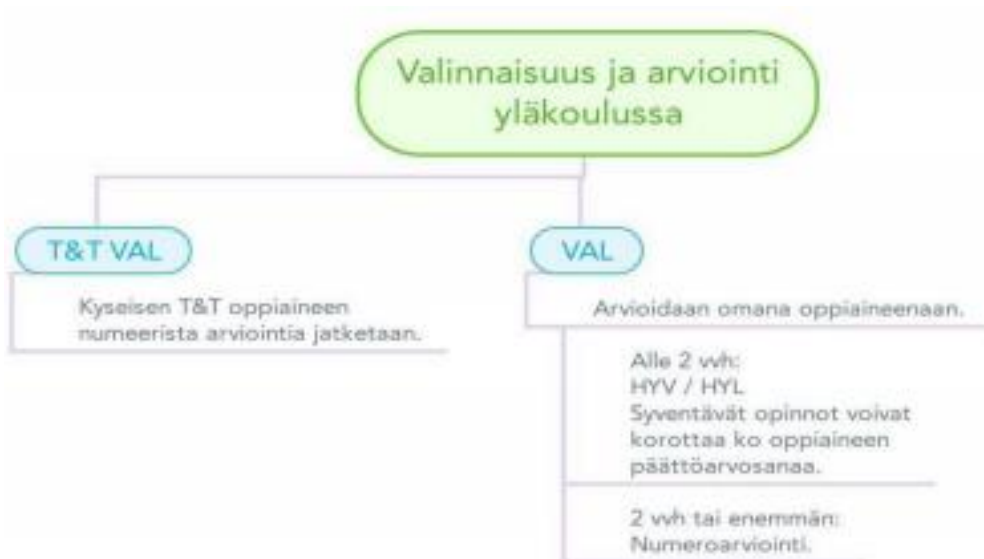 Valinnaisuus ja arviointi
yläkoulussa
T&T VAL
Kyseisen T&T oppiaineen
numeerista arviointia jatketaan.
VAL
Arvioidaan omana oppiaineenaan.
Alle 2 vvh:
HYV / HYL
Syventävät opinnot voivat
korottaa ko oppiaineen
päättöarvosanaa.
2 vvh tai enemmän:
Numeroarviointi.